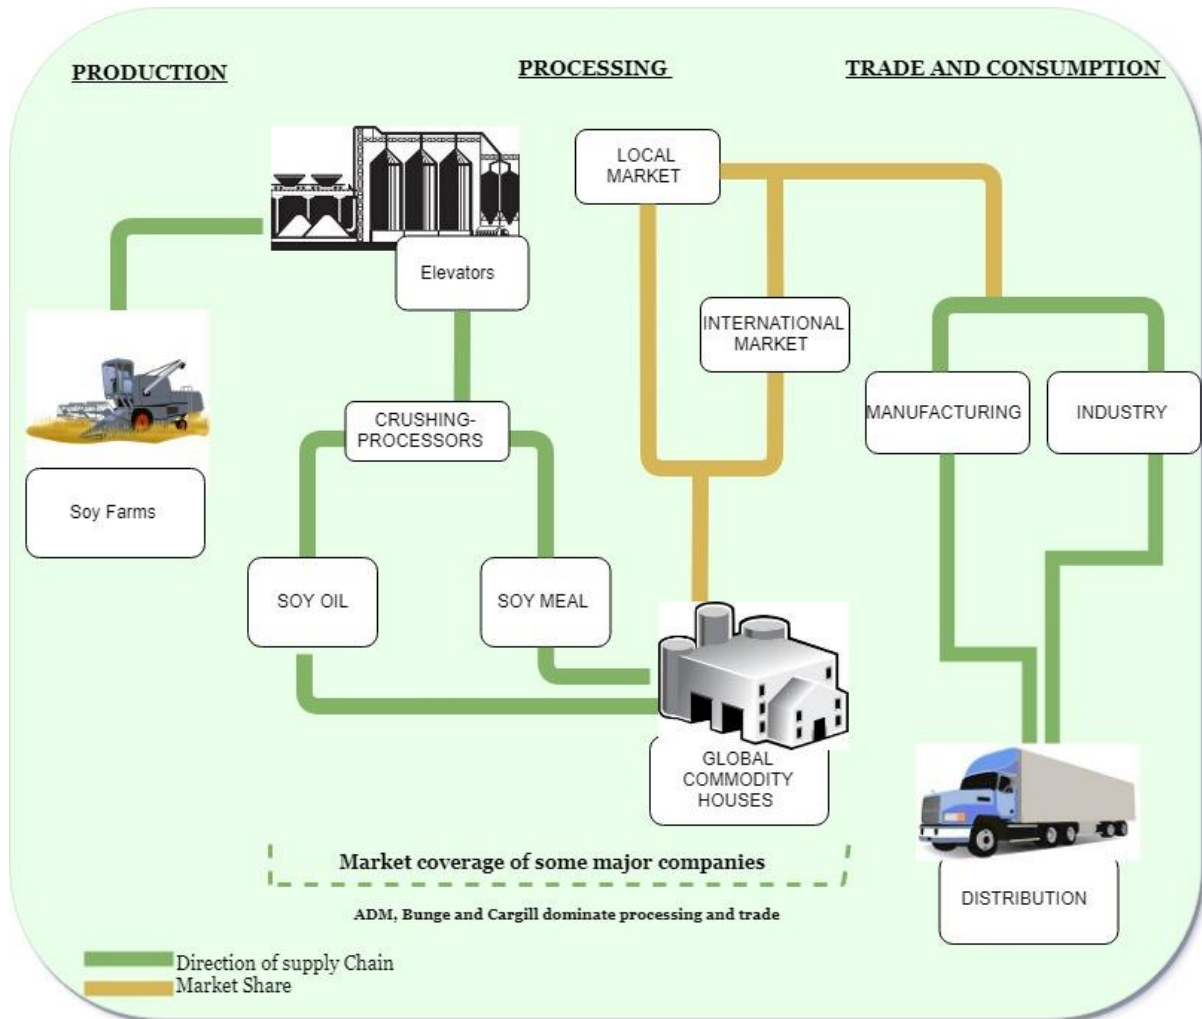 PRODUCTION
PROCESSING
TRADE AND CONSUMPTION
LOCAL
MARKET
Elevators
INTERNATIONAL
MARKET
CRUSHING-
PROCESSORS
MANUFACTURING
INDUSTRY
Soy Farms
SOY OIL
SOY MEAL
GLOBAL
COMMODITY
HOUSES
Market coverage of some major companies
DISTRIBUTION
ADM, Bunge and Cargill dominate processing and trade
Direction of supply Chain
Market Share